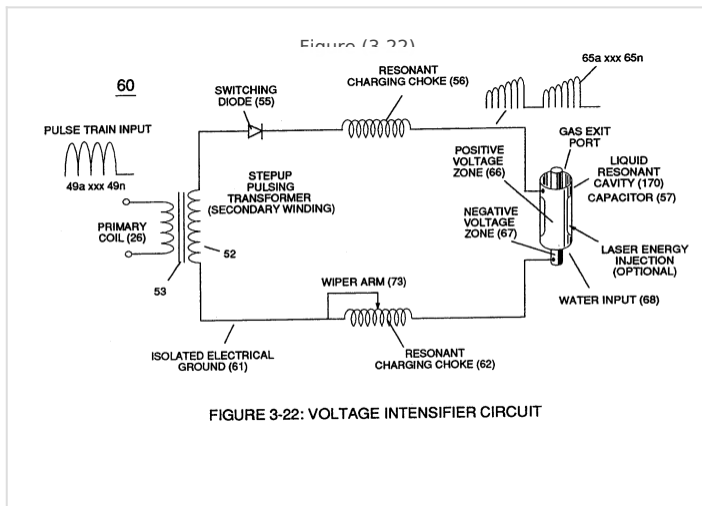 Figure (3-22)
60
PULSE TRAIN INPUT
49a xxx 49n
PRIMARY
COIL (26)
53
52
STEPUP
PULSING
TRANSFORMER
(SECONDARY WINDING)
SWITCHING
DIODE (55)
RESONANT
CHARGING CHOKE (56)
65a xxx 65n
GAS EXIT
PORT
POSITIVE
VOLTAGE
ZONE (66)
LIQUID
RESONANT
CAVITY (170)
CAPACITOR (57)
NEGATIVE
VOLTAGE
ZONE (67)
LASER ENERGY
INJECTION
(OPTIONAL)
WATER INPUT (68)
WIPER ARM (73)
ISOLATED ELECTRICAL
GROUND (61)
RESONANT
CHARGING CHOKE (62)
FIGURE 3-22: VOLTAGE INTENSIFIER CIRCUIT